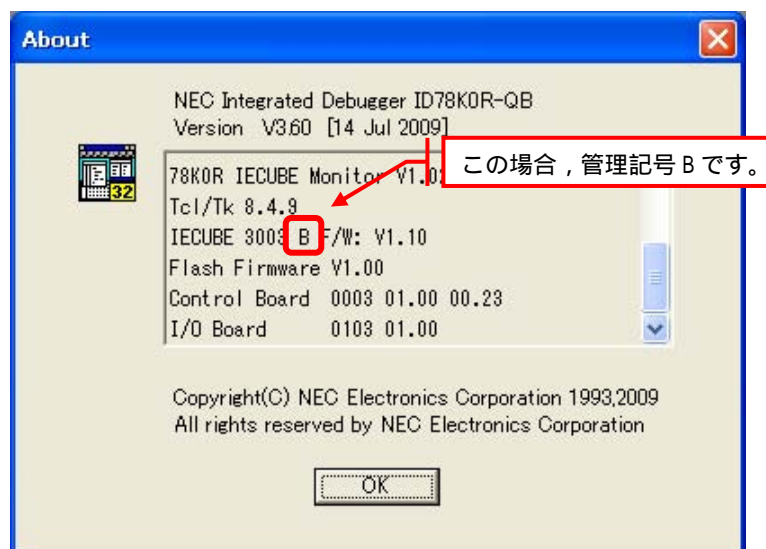 About
NEC Integrated Debugger ID78K0R-QB
Version V3.60 [14 Jul 2009]
78K0R IECUBE Monitor V1.0
この場合，管理記号 B です。
Tcl/Tk 8.4.9
IECUBE 3003 B F/W: V1.10
Flash Firmware V1.00
Control Board 0003 01.00 00.23
I/O Board 0103 01.00
32
Copyright(C) NEC Electronics Corporation 1993,2009
All rights reserved by NEC Electronics Corporation
OK